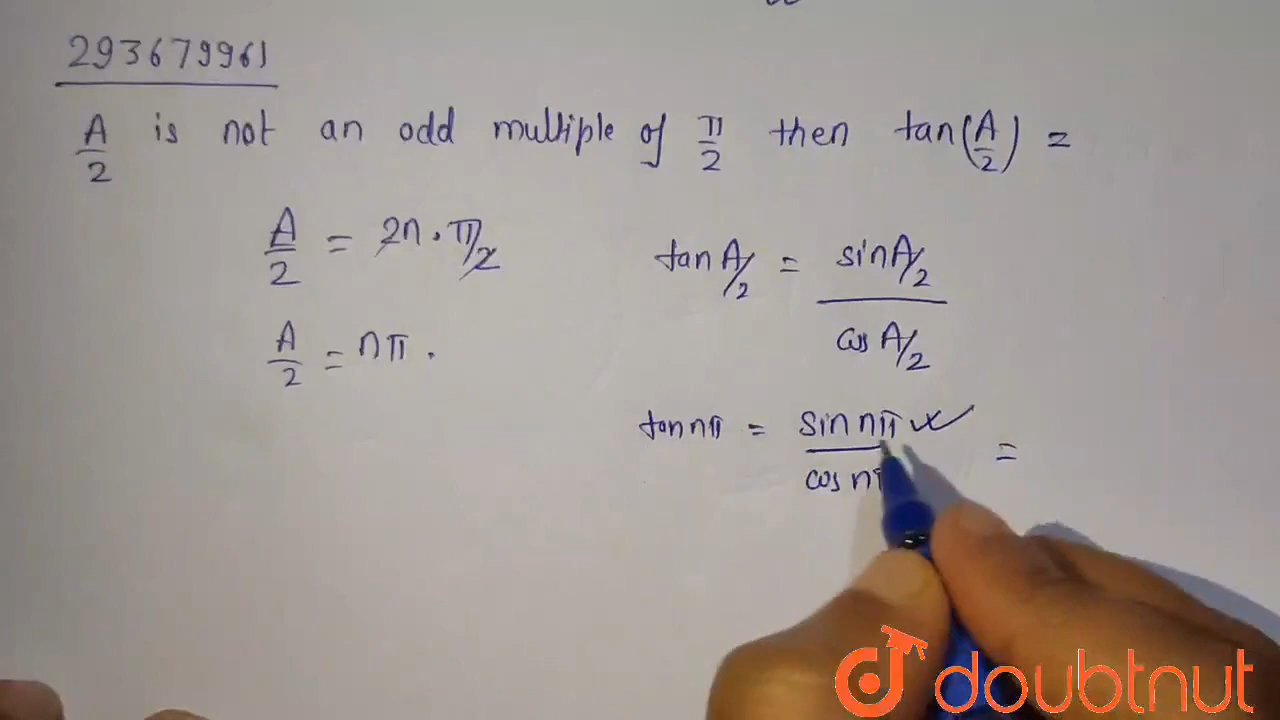 293679961
A/2 is not an odd multiple of π/2 then tan(A/2) =
A/2 = 2n . π/2
tan A/2 = sin A/2 / cos A/2
A/2 = nπ .
tan nπ = sin nπ / cos nπ =
doubtnut